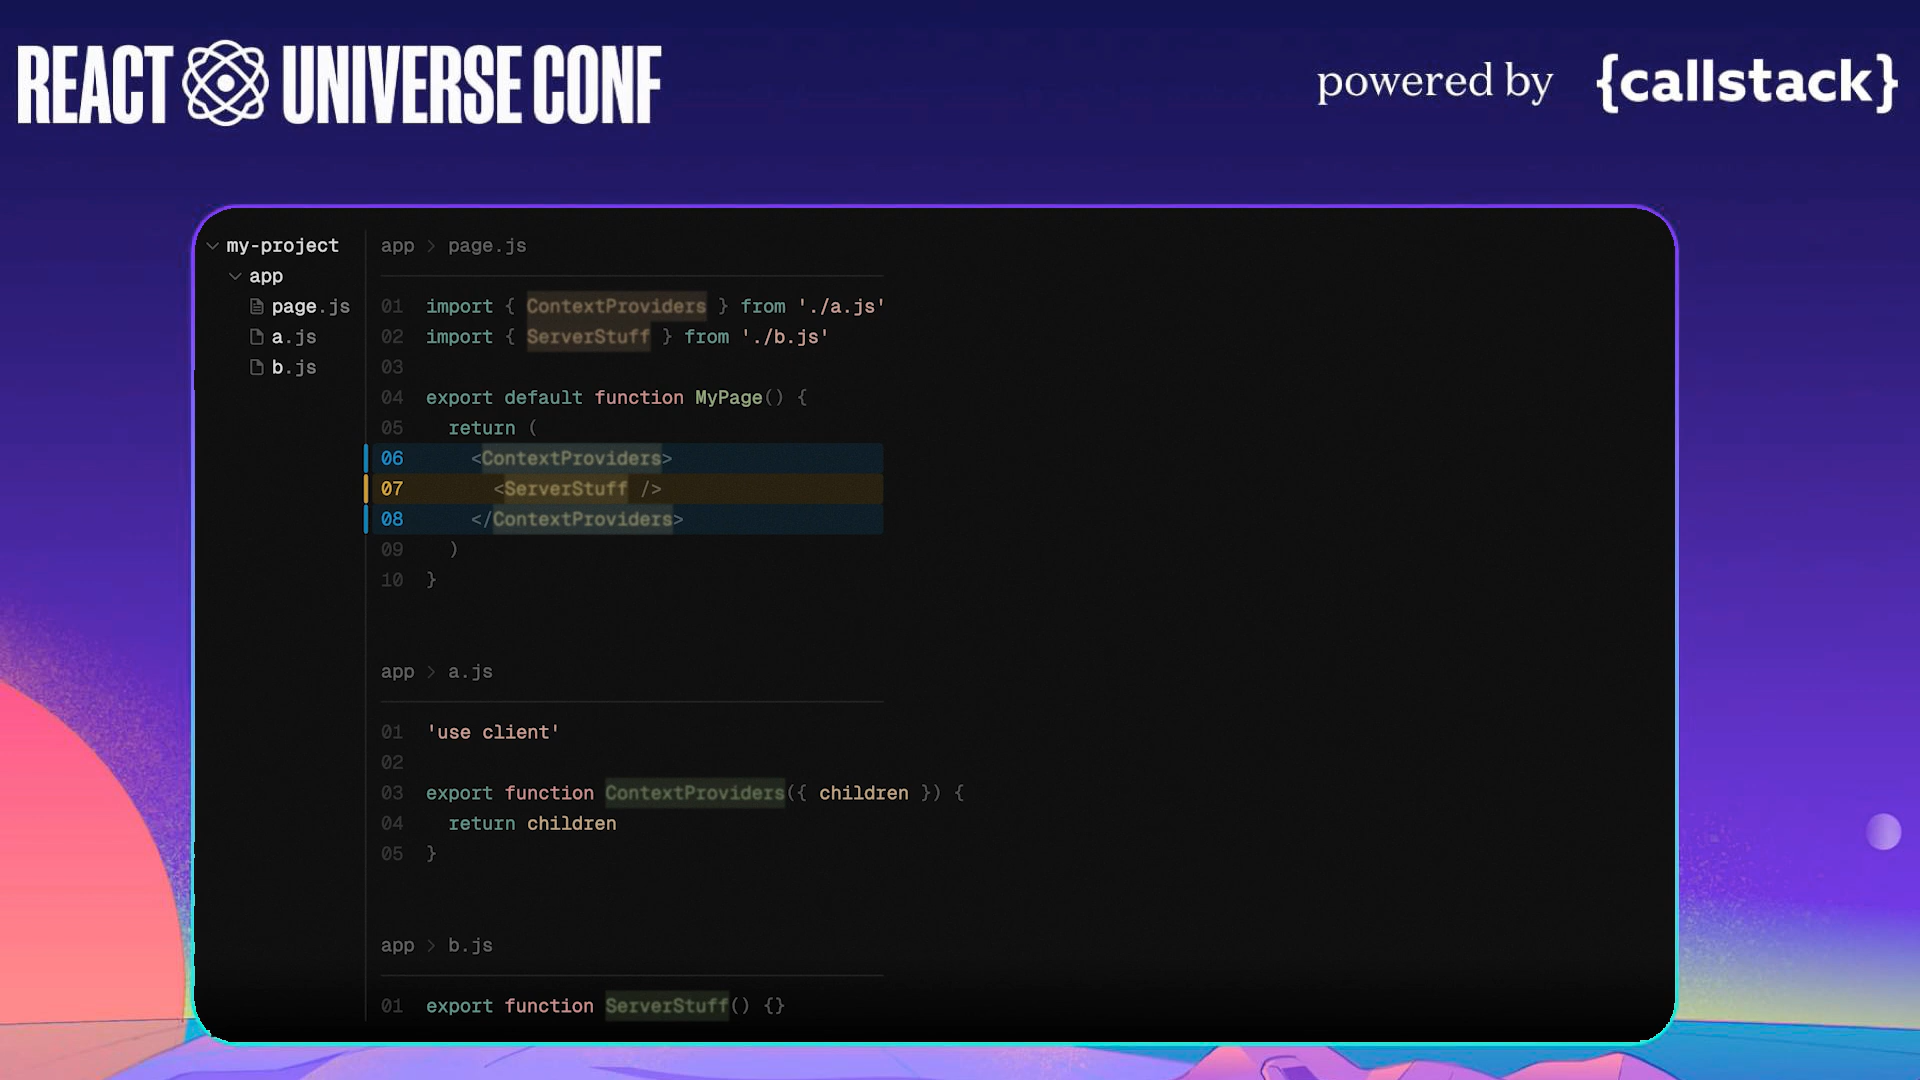 REACT UNIVERSE CONF
powered by {callstack}
my-project
app
page.js
a.js
b.js
app > page.js
01 import { ContextProviders } from './a.js'
02 import { ServerStuff } from './b.js'
03
04 export default function MyPage() {
05 return (
06 <ContextProviders>
07 <ServerStuff />
08 </ContextProviders>
09 )
10 }
app > a.js
01 'use client'
02
03 export function ContextProviders({ children }) {
04 return children
05 }
app > b.js
01 export function ServerStuff() {}